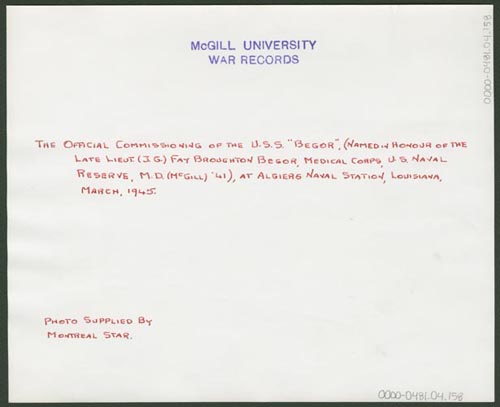 McGILL UNIVERSITY
WAR RECORDS
0000-0481.04.158
THE OFFICIAL COMMISSIONING OF THE U.S.S. "BEGOR", (NAMED IN HONOUR OF THE
LATE LIEUT. (J.G.) FAY BROUGHTON BEGOR, MEDICAL CORPS, U.S. NAVAL
RESERVE, M.D. (McGILL) '41), AT ALGIERS NAVAL STATION, LOUISIANA,
MARCH, 1945.
PHOTO SUPPLIED BY
MONTREAL STAR.
0000-0481.04.158